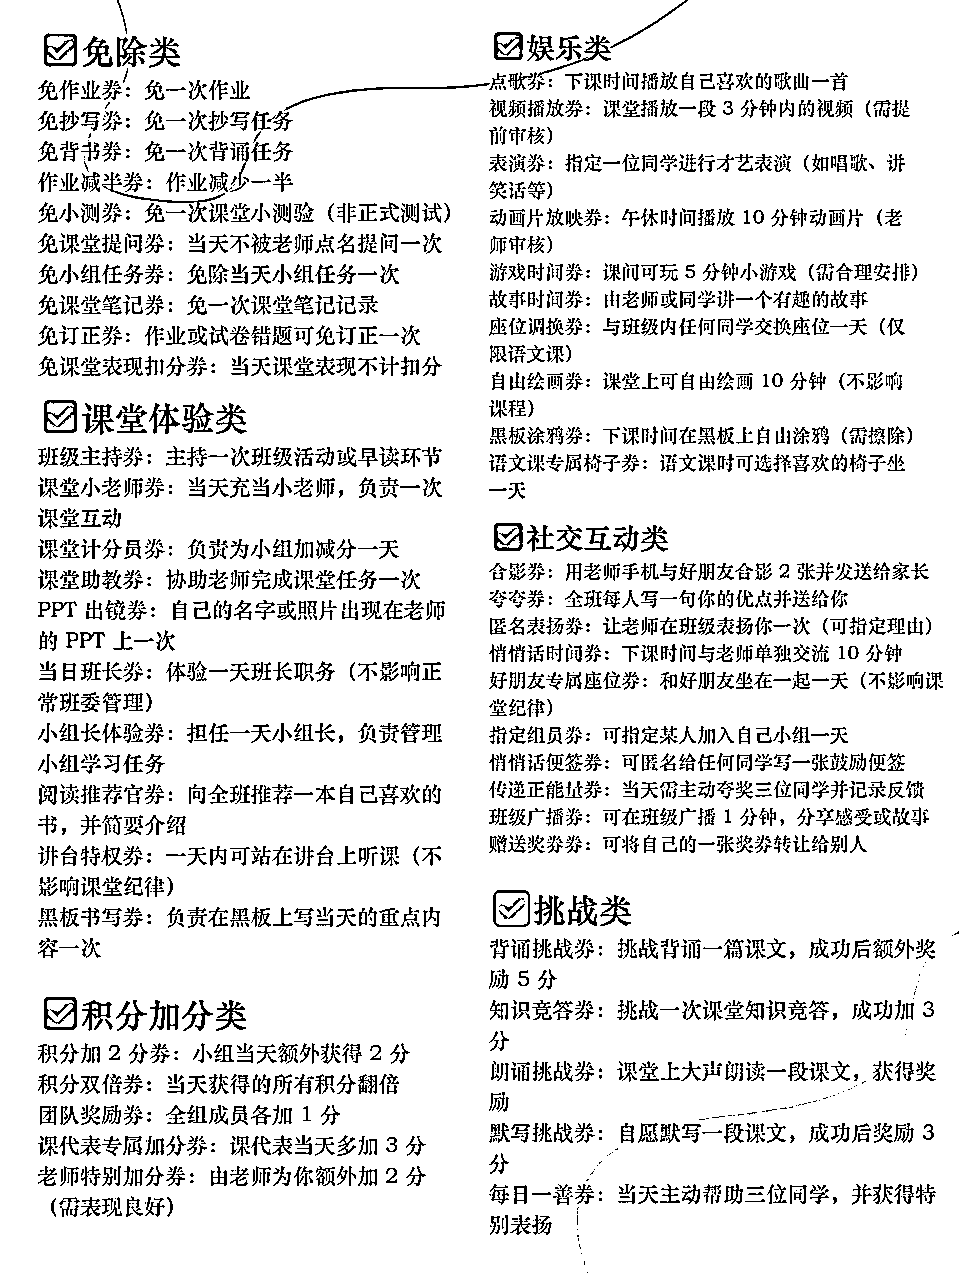 免除类
免作业券：免一次作业
免抄写券：免一次抄写任务
免背书券：免一次背诵任务
作业减半券：作业减少一半
免小测券：免一次课堂小测验（非正式测试）
免课堂提问券：当天不被老师点名提问一次
免小组任务券：免除当天小组任务一次
免课堂笔记券：免一次课堂笔记记录
免订正券：作业或试卷错题可免订正一次
免课堂表现扣分券：当天课堂表现不计扣分
课堂体验类
班级主持券：主持一次班级活动或早读环节
课堂小老师券：当天充当小老师，负责一次
课堂互动
课堂计分员券：负责为小组加减分一天
课堂助教券：协助老师完成课堂任务一次
PPT 出镜券：自己的名字或照片出现在老师
的 PPT 上一次
当日班长券：体验一天班长职务（不影响正
常班委管理）
小组长体验券：担任一天小组长，负责管理
小组学习任务
阅读推荐官券：向全班推荐一本自己喜欢的
书，并简要介绍
讲台特权券：一天内可站在讲台上听课（不
影响课堂纪律）
黑板书写券：负责在黑板上写当天的重点内
容一次
积分加分类
积分加 2 分券：小组当天额外获得 2 分
积分双倍券：当天获得的所有积分翻倍
团队奖励券：全组成员各加 1 分
课代表专属加分券：课代表当天多加 3 分
老师特别加分券：由老师为你额外加 2 分
（需表现良好）
娱乐类
点歌券：下课时间播放自己喜欢的歌曲一首
视频播放券：课堂播放一段 3 分钟内的视频（需提
前审核）
表演券：指定一位同学进行才艺表演（如唱歌、讲
笑话等）
动画片放映券：午休时间播放 10 分钟动画片（老
师审核）
游戏时间券：课间可玩 5 分钟小游戏（需合理安排）
故事时间券：由老师或同学讲一个有趣的故事
座位调换券：与班级内任何同学交换座位一天（仅
限语文课）
自由绘画券：课堂上可自由绘画 10 分钟（不影响
课程）
黑板涂鸦券：下课时间在黑板上自由涂鸦（需擦除）
语文课专属椅子券：语文课时可选择喜欢的椅子坐
一天
社交互动类
合影券：用老师手机与好朋友合影 2 张并发送给家长
夸夸券：全班每人写一句你的优点并送给你
匿名表扬券：让老师在班级表扬你一次（可指定理由）
悄悄话时间券：下课时间与老师单独交流 10 分钟
好朋友专属座位券：和好朋友坐在一起一天（不影响课
堂纪律）
指定组员券：可指定某人加入自己小组一天
悄悄话便签券：可匿名给任何同学写一张鼓励便签
传递正能量券：当天需主动夸奖三位同学并记录反馈
班级广播券：可在班级广播 1 分钟，分享感受或故事
赠送奖券券：可将自己的一张奖券转让给别人
挑战类
背诵挑战券：挑战背诵一篇课文，成功后额外奖
励 5 分
知识竞答券：挑战一次课堂知识竞答，成功加 3
分
朗诵挑战券：课堂上大声朗读一段课文，获得奖
励
默写挑战券：自愿默写一段课文，成功后奖励 3
分
每日一善券：当天主动帮助三位同学，并获得特
别表扬